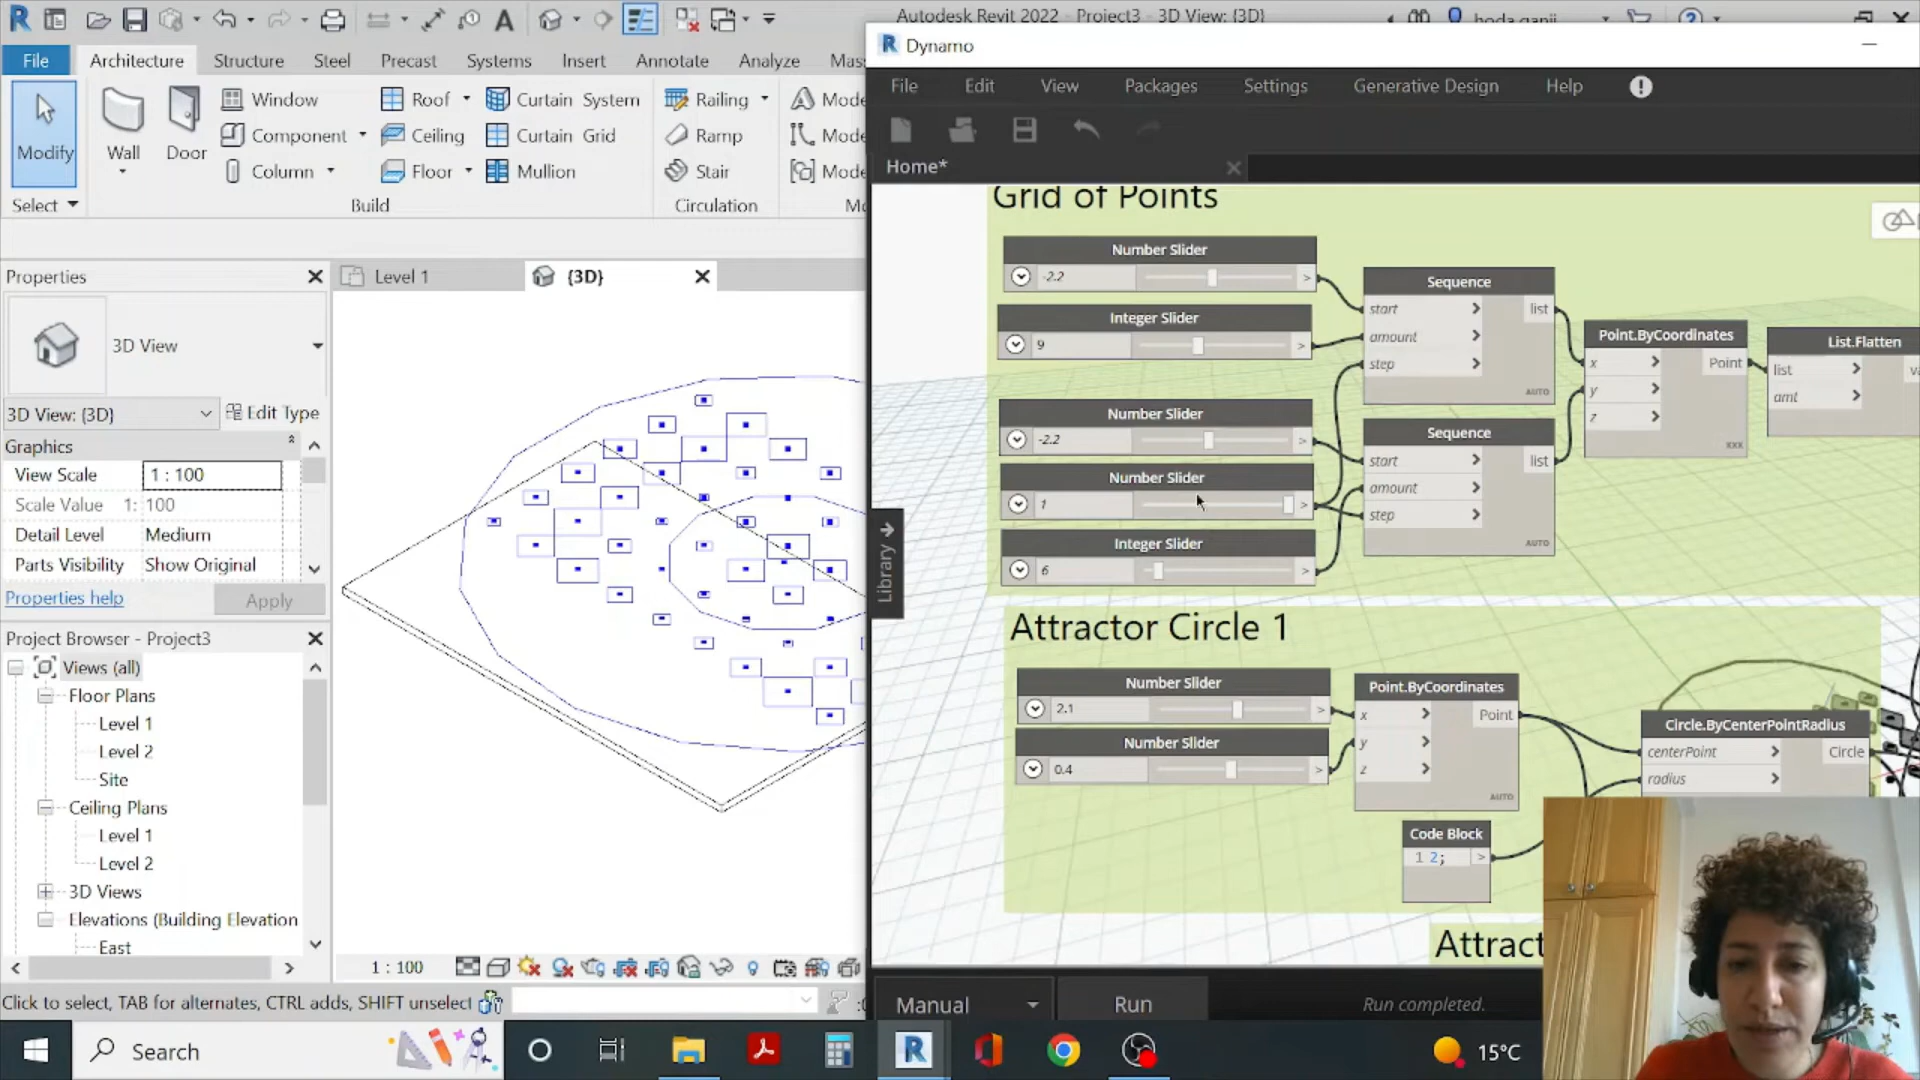 Autodesk Revit 2022 - Project3 - 3D View: {3D}
hoda ganji
File Architecture Structure Steel Precast Systems Insert Annotate Analyze
Modify
Wall
Door
Window
Component
Column
Roof
Ceiling
Floor
Curtain System
Curtain Grid
Mullion
Railing
Ramp
Stair
Select
Build
Circulation
Properties
Level 1
{3D}
3D View
3D View: {3D}
Edit Type
Graphics
View Scale 1 : 100
Scale Value 1: 100
Detail Level Medium
Parts Visibility Show Original
Properties help
Apply
Project Browser - Project3
Views (all)
Floor Plans
Level 1
Level 2
Site
Ceiling Plans
Level 1
Level 2
3D Views
Elevations (Building Elevation
East
1 : 100
Click to select, TAB for alternates, CTRL adds, SHIFT unselect
Dynamo
File Edit View Packages Settings Generative Design Help
Home*
Library
Grid of Points
Number Slider
-2.2
>
Integer Slider
9
>
Number Slider
-2.2
>
Number Slider
1
>
Integer Slider
6
>
Sequence
start > list
amount >
step >
AUTO
Sequence
start > list
amount >
step >
AUTO
Point.ByCoordinates
x > Point
y >
z >
XXX
List.Flatten
list >
amt >
Attractor Circle 1
Number Slider
2.1
>
Number Slider
0.4
>
Point.ByCoordinates
x > Point
y >
z >
AUTO
Circle.ByCenterPointRadius
centerPoint > Circle
radius >
Code Block
1 2; >
Attract
Manual
Run
Run completed.
Search
15°C